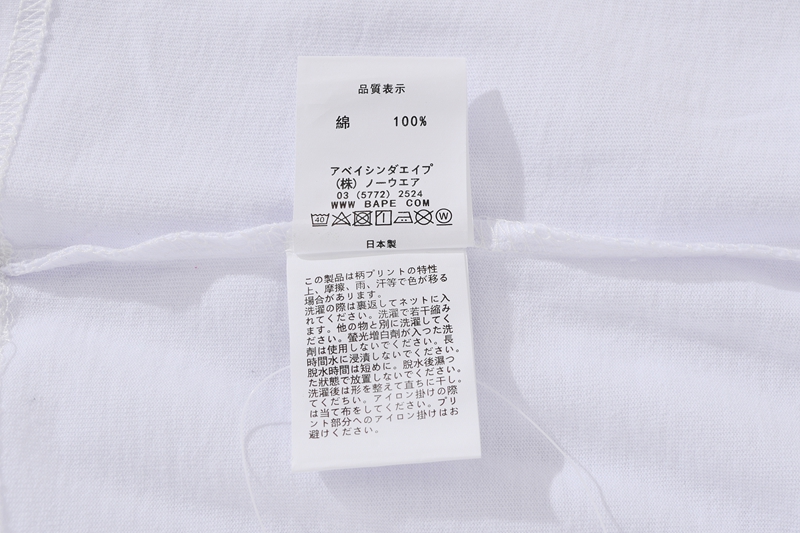 品質表示
綿 100%
アベイシンダエイプ
(株) ノーウエア
03 (5772) 2524
WWW BAPE COM
40 W
日本製
この製品は柄プリントの特性
上、摩擦、雨、汗等で色が移る
場合があります。
洗濯の際は裏返してネットに入
れてください。洗濯で若干縮み
ます。他の物と別に洗濯してく
ださい。螢光増白剤が入つた洗
剤は使用しないでください。長
時間水に浸漬しないでください。
脱水時間は短めに。脱水後濕つ
た狀態で放置しないでください。
洗濯後は形を整えて直ちに干し。
てくだちい。アイロン掛けの際
は当て布をしてください。プリ
ント部分へのアイロン掛けはお
避けください。